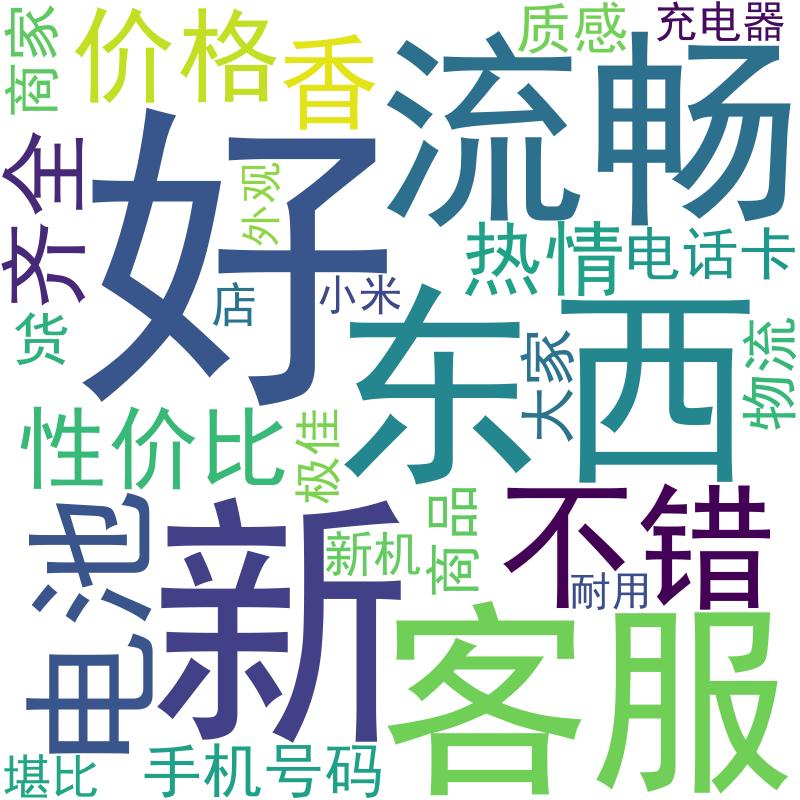 商家
价格
香
质感
充电器
流畅
好
齐全
外观
热情
电话卡
店
小米
货
东西
大家
物流
性价比
极佳
电池
新
新机
商品
不错
耐用
客服
堪比
手机号码